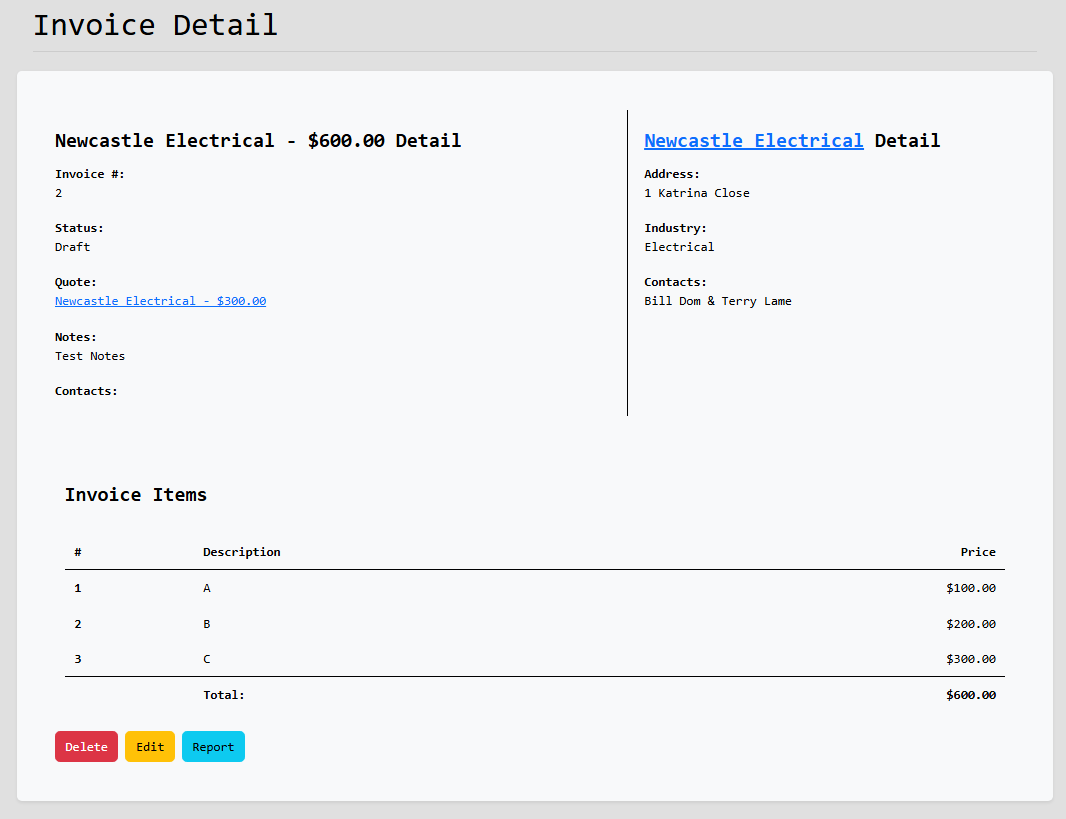 Invoice Detail
Newcastle Electrical - $600.00 Detail
Invoice #:
2
Status:
Draft
Quote:
Newcastle Electrical - $300.00
Notes:
Test Notes
Contacts:
Newcastle Electrical Detail
Address:
1 Katrina Close
Industry:
Electrical
Contacts:
Bill Dom & Terry Lame
Invoice Items
# Description Price
1 A $100.00
2 B $200.00
3 C $300.00
Total: $600.00
Delete Edit Report